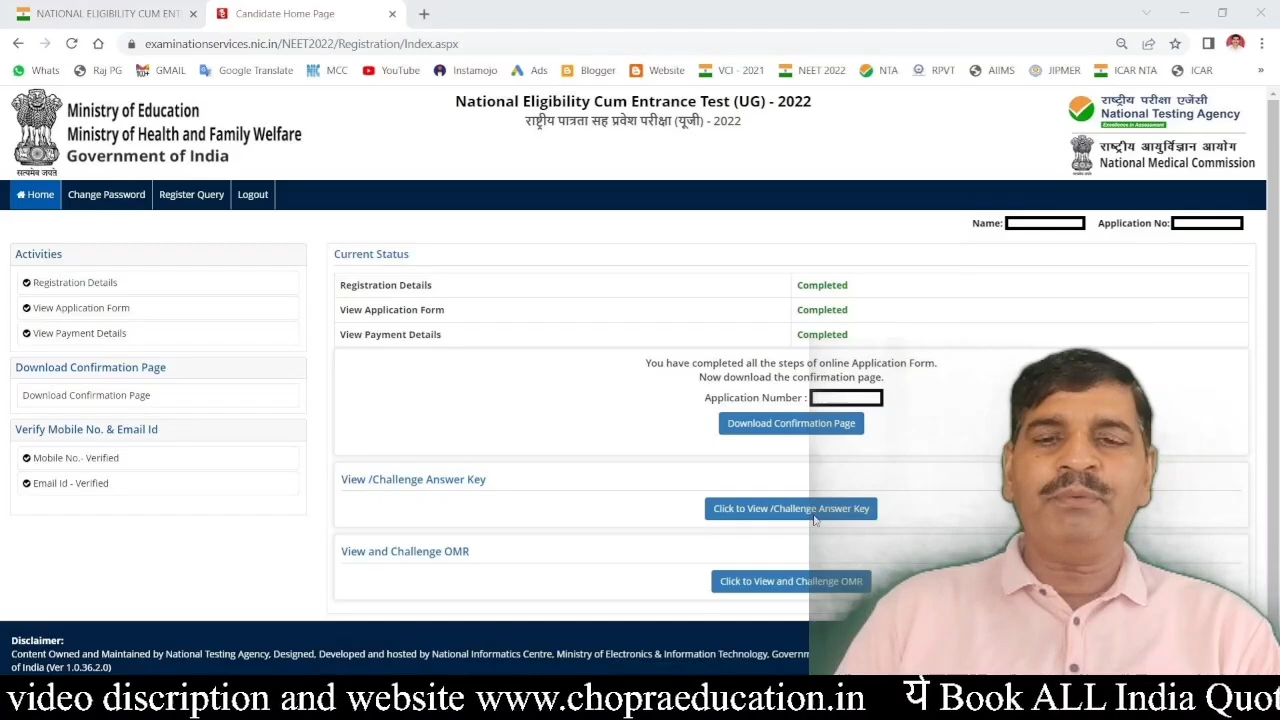 NATIONAL ELIGIBILITY CUM ENT
Candidate Home Page
examinationservices.nic.in/NEET2022/Registration/Index.aspx
Whats Raj PG GMAIL Google Translate MCC YouTube Instamojo Ads Blogger Website VCI - 2021 NEET 2022 NTA RPVT AIIMS JIPMER ICAR NTA ICAR »
Ministry of Education
Ministry of Health and Family Welfare
Government of India
सत्यमेव जयते
National Eligibility Cum Entrance Test (UG) - 2022
राष्ट्रीय पात्रता सह प्रवेश परीक्षा (यूजी) - 2022
राष्ट्रीय परीक्षा एजेंसी
National Testing Agency
Excellence in Assessment
राष्ट्रीय आयुर्विज्ञान आयोग
National Medical Commission
Home Change Password Register Query Logout
Name: Application No:
Activities
Registration Details
View Application Form
View Payment Details
Download Confirmation Page
Download Confirmation Page
Verify Mobile No. & Email Id
Mobile No.- Verified
Email Id - Verified
Current Status
Registration Details Completed
View Application Form Completed
View Payment Details Completed
You have completed all the steps of online Application Form.
Now download the confirmation page.
Application Number :
Download Confirmation Page
View /Challenge Answer Key
Click to View /Challenge Answer Key
View and Challenge OMR
Click to View and Challenge OMR
Disclaimer:
Content Owned and Maintained by National Testing Agency, Designed, Developed and hosted by National Informatics Centre, Ministry of Electronics & Information Technology, Governm
of India (Ver 1.0.36.2.0)
video discription and website www.chopraeducation.in ये Book ALL India Quot